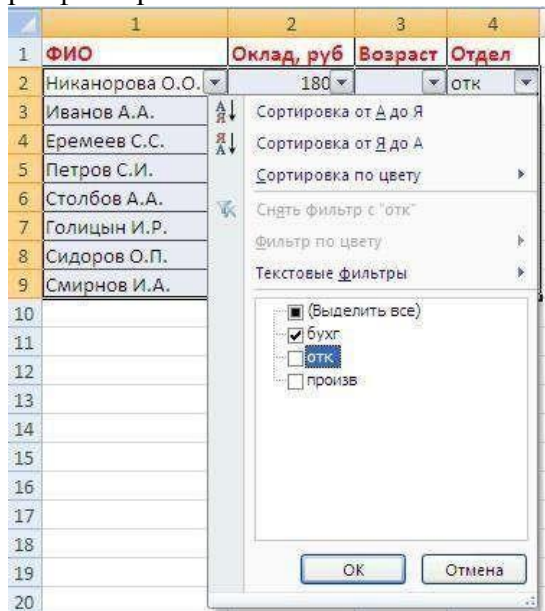 1 2 3 4
1 ФИО Оклад, руб Возраст Отдел
2 Никанорова О.О. 180 отк
3 Иванов А.А.
4 Еремеев С.С.
5 Петров С.И.
6 Столбов А.А.
7 Голицын И.Р.
8 Сидоров О.П.
9 Смирнов И.А.
10
11
12
13
14
15
16
17
18
19
20
Сортировка от А до Я
Сортировка от Я до А
Сортировка по цвету
Снять фильтр с "отк"
Фильтр по цвету
Текстовые фильтры
(Выделить все)
бухг
отк
произв
ОК Отмена